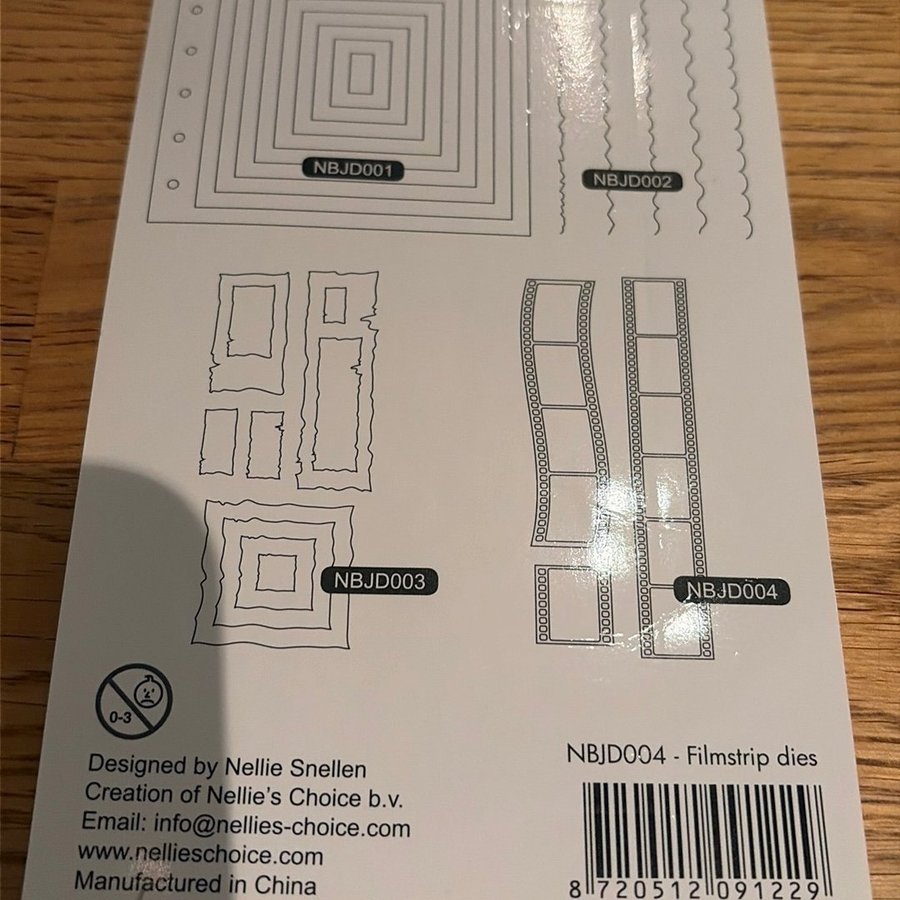 NBJD001
NBJD002
NBJD003
NBJD004
0-3
Designed by Nellie Snellen
Creation of Nellie's Choice b.v.
Email: info@nellies-choice.com
www.nellieschoice.com
Manufactured in China
NBJD004 - Filmstrip dies
8 720512 091229